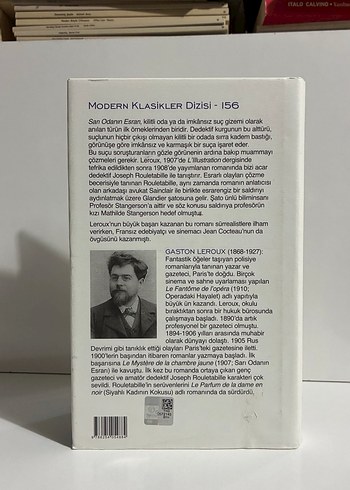 ITALO CALVINO
MODERN KLASİKLER DİZİSİ - 156
Sarı Odanın Esrarı, kilitli oda ya da imkânsız suç gizemi olarak
anılan türün ilk örneklerinden biridir. Dedektif kurgunun bu alttürü,
suçlunun hiçbir çıkışı olmayan kilitli bir odada sırra kadem bastığı,
görünüşe göre imkânsız ve karmaşık bir suça işaret eder.
Bu suçu soruşturanların gözle görünenin ardına bakıp muammayı
çözmeleri gerekir. Leroux, 1907'de L'Illustration dergisinde
tefrika edildikten sonra 1908'de yayımlanan romanında bizi acar
dedektif Joseph Rouletabille ile tanıştırır. Esrarlı olayları çözme
becerisiyle tanınan Rouletabille, aynı zamanda romanın anlatıcısı
olan arkadaşı avukat Sainclair ile birlikte esrarengiz bir saldırıyı
aydınlatmak üzere Glandier şatosuna gelir. Şato ünlü biliminsanı
Profesör Stangerson'a aittir ve söz konusu saldırıya profesörün
kızı Mathilde Stangerson hedef olmuştur.
Leroux'nun büyük başarı kazanan bu romanı sürrealistlere ilham
verirken, Fransız edebiyatçı ve sinemacı Jean Cocteau'nun da
övgüsünü kazanmıştı.
GASTON LEROUX (1868-1927):
Fantastik öğeler taşıyan polisiye
romanlarıyla tanınan yazar ve
gazeteci, Paris'te doğdu. Birçok
sinema ve sahne uyarlaması yapılan
Le Fantôme de l'opéra (1910;
Operadaki Hayalet) adlı yapıtıyla
büyük ün kazandı. Leroux, okulu
bıraktıktan sonra bir hukuk bürosunda
çalışmaya başladı. 1890'da artık
profesyonel bir gazeteci olmuştu.
1894-1906 yılları arasında muhabir
olarak dünyayı dolaştı. 1905 Rus
Devrimi gibi tanıklık ettiği olayları Paris'teki gazetesine iletti.
1900'lerin başından itibaren romanlar yazmaya başladı. İlk
başarısına Le Mystère de la chambre jaune (1907; Sarı Odanın
Esrarı) ile kavuştu. İlk kez bu romanda ortaya çıkan genç
gazeteci ve amatör dedektif Joseph Rouletabille karakteri çok
sevildi. Rouletabille'in serüvenlerini Le Parfum de la dame en
noir (Siyahlı Kadının Kokusu) adlı romanında da sürdürdü.